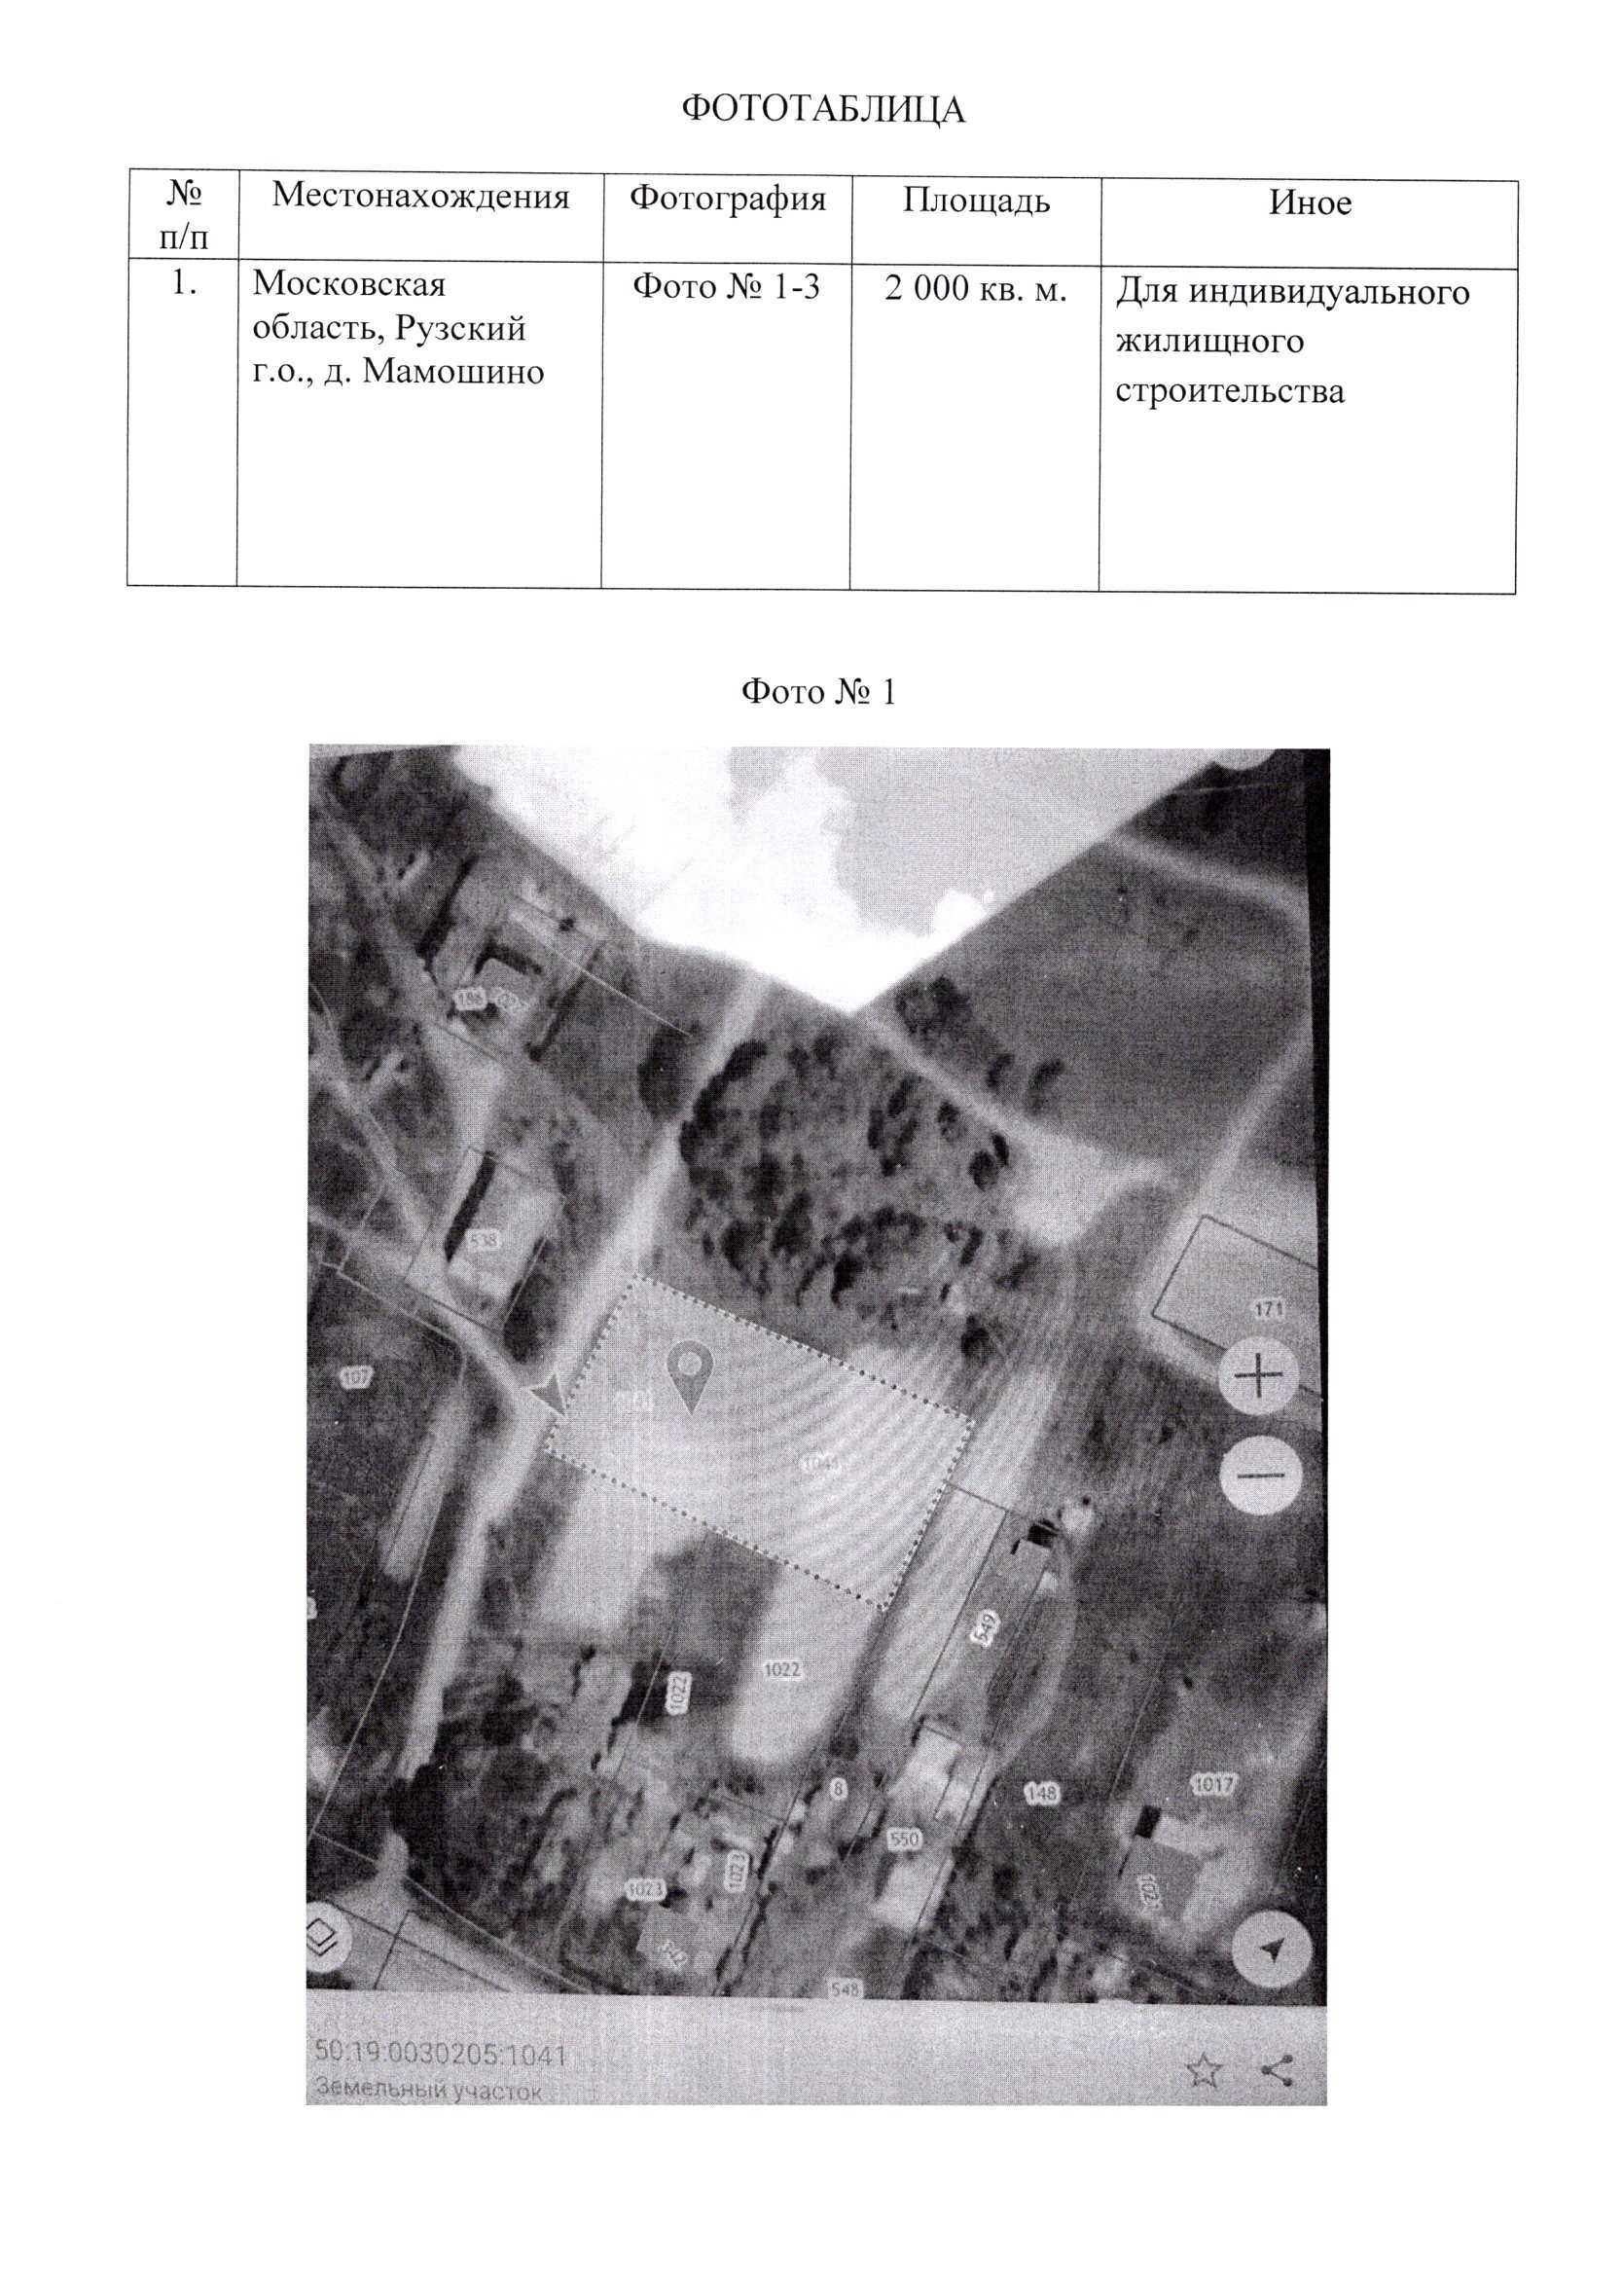 ФОТОТАБЛИЦА
№ п/п
Местонахождения
Фотография
Площадь
Иное
1.
Московская
область, Рузский
г.о., д. Мамошино
Фото № 1-3
2 000 кв. м.
Для индивидуального
жилищного
строительства
Фото № 1
186
538
171
107
549
1022
1022
8
148
1017
550
1023
1023
542
548
50:19:0030205:1041
Земельный участок